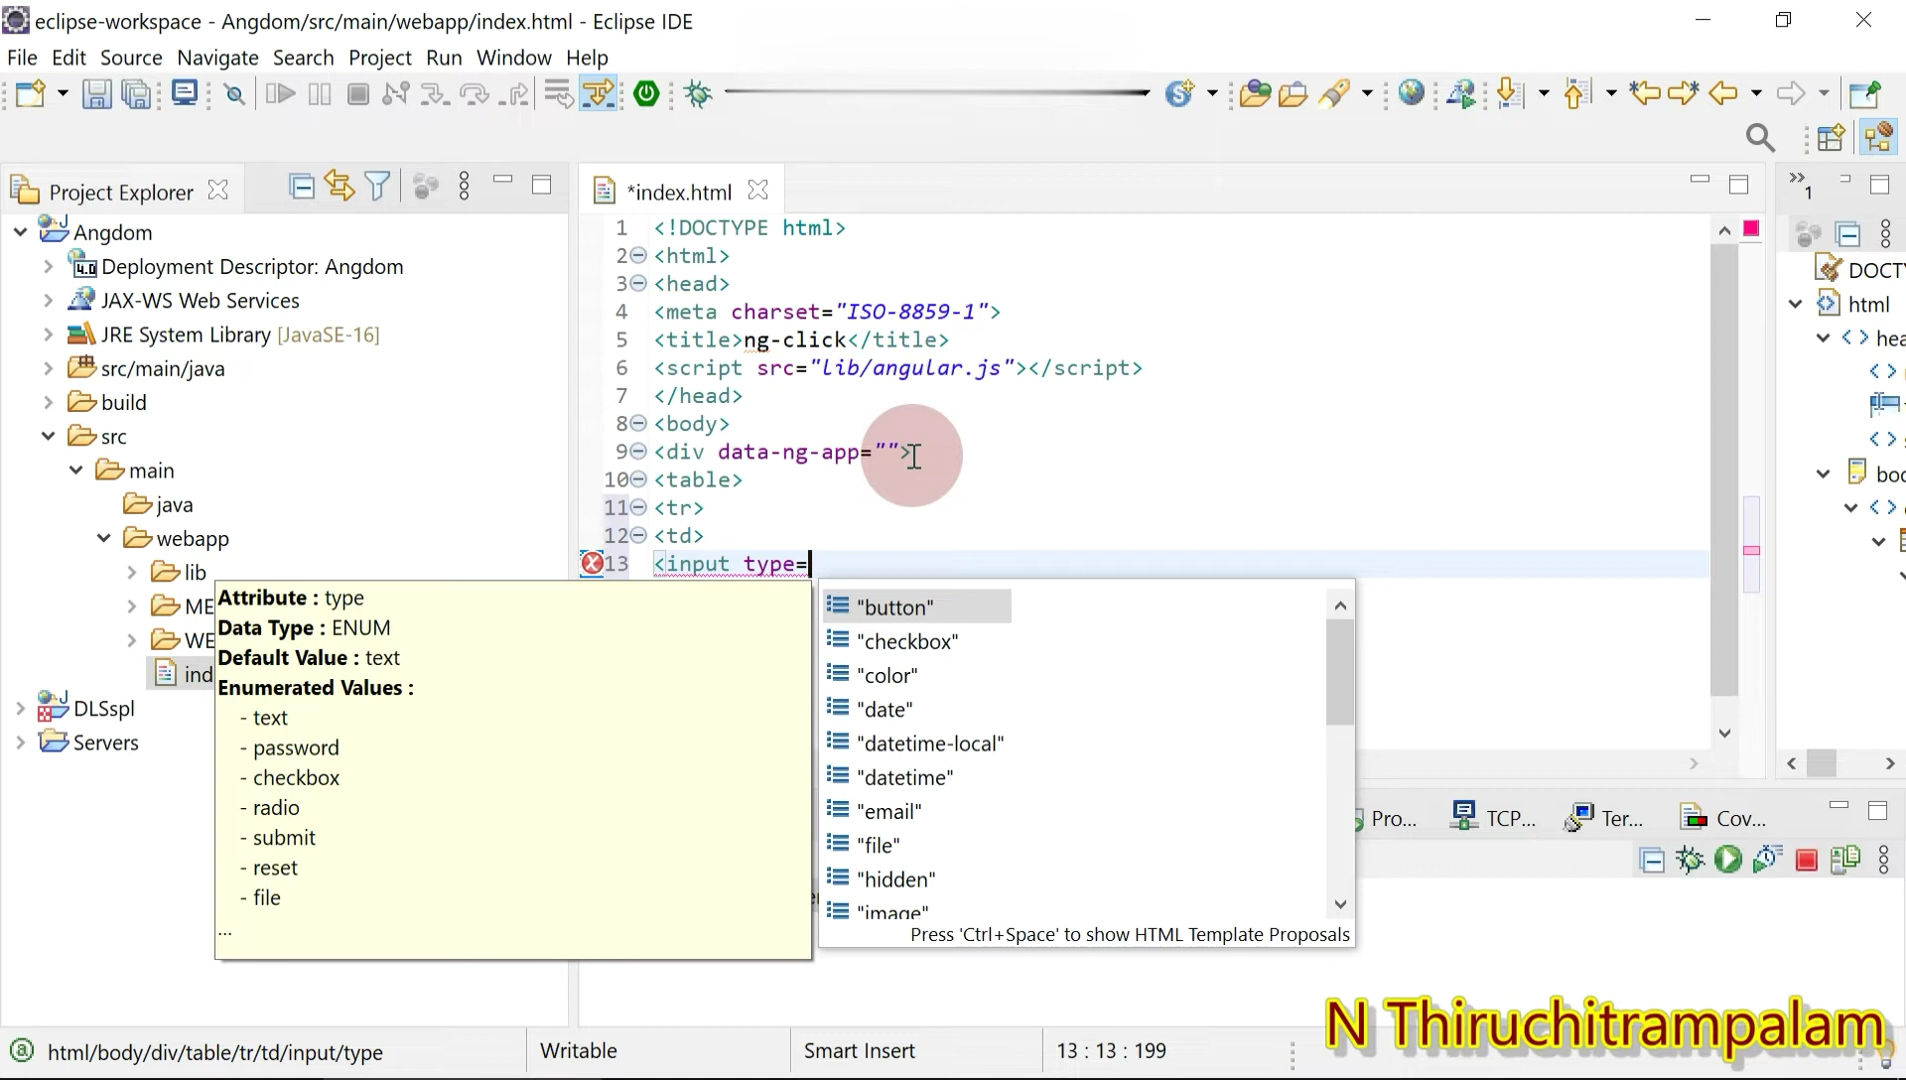 eclipse-workspace - Angdom/src/main/webapp/index.html - Eclipse IDE
File Edit Source Navigate Search Project Run Window Help
Project Explorer
*index.html
1
Angdom
Deployment Descriptor: Angdom
JAX-WS Web Services
JRE System Library [JavaSE-16]
src/main/java
build
src
main
java
webapp
lib
ME
WE
ind
DLSspl
Servers
1 <!DOCTYPE html>
2 <html>
3 <head>
4 <meta charset="ISO-8859-1">
5 <title>ng-click</title>
6 <script src="lib/angular.js"></script>
7 </head>
8 <body>
9 <div data-ng-app="">
10 <table>
11 <tr>
12 <td>
13 <input type=
Attribute : type
Data Type : ENUM
Default Value : text
Enumerated Values :
- text
- password
- checkbox
- radio
- submit
- reset
- file
...
"button"
"checkbox"
"color"
"date"
"datetime-local"
"datetime"
"email"
"file"
"hidden"
"image"
Press 'Ctrl+Space' to show HTML Template Proposals
DOCTY
html
hea
bod
Pro... TCP... Ter... Cov...
html/body/div/table/tr/td/input/type
Writable
Smart Insert
13 : 13 : 199
N Thiruchitrampalam